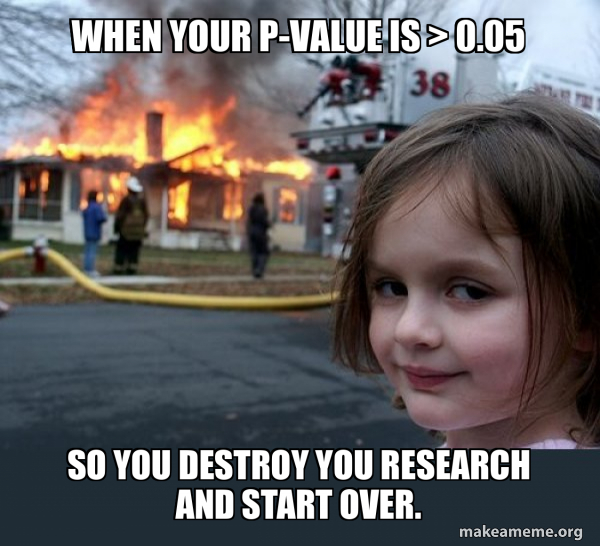 WHEN YOUR P-VALUE IS > 0.05
38
SO YOU DESTROY YOU RESEARCH
AND START OVER.
makeameme.org